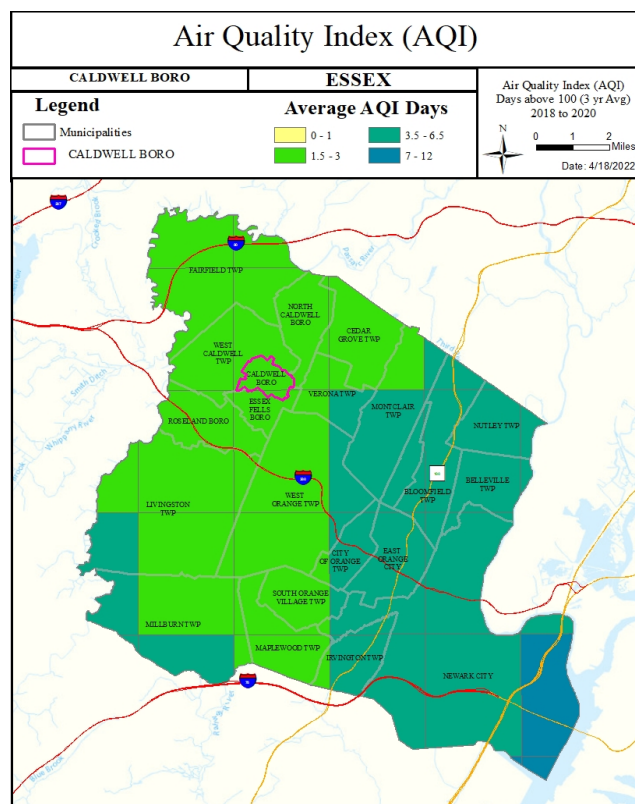 Air Quality Index (AQI)
CALDWELL BORO
ESSEX
Air Quality Index (AQI)
Days above 100 (3 yr Avg)
2018 to 2020
Legend
Municipalities
CALDWELL BORO
Average AQI Days
0 - 1
1.5 - 3
3.5 - 6.5
7 - 12
N
0 1 2
Miles
Date: 4/18/2022
FAIRFIELD TWP
NORTH
CALDWELL
BORO
CEDAR
GROVE TWP
WEST
CALDWELL
TWP
CALDWELL
BORO
ESSEX
FELLS
BORO
VERONA TWP
MONTCLAIR
TWP
NUTLEY TWP
ROSELAND BORO
BELLEVILLE
TWP
BLOOMFIELD
TWP
WEST
ORANGE TWP
LIVINGSTON
TWP
CITY
OF ORANGE
TWP
EAST
ORANGE
CITY
SOUTH ORANGE
VILLAGE TWP
MILLBURN TWP
MAPLEWOOD TWP
IRVINGTON TWP
NEWARK CITY
Whippany River